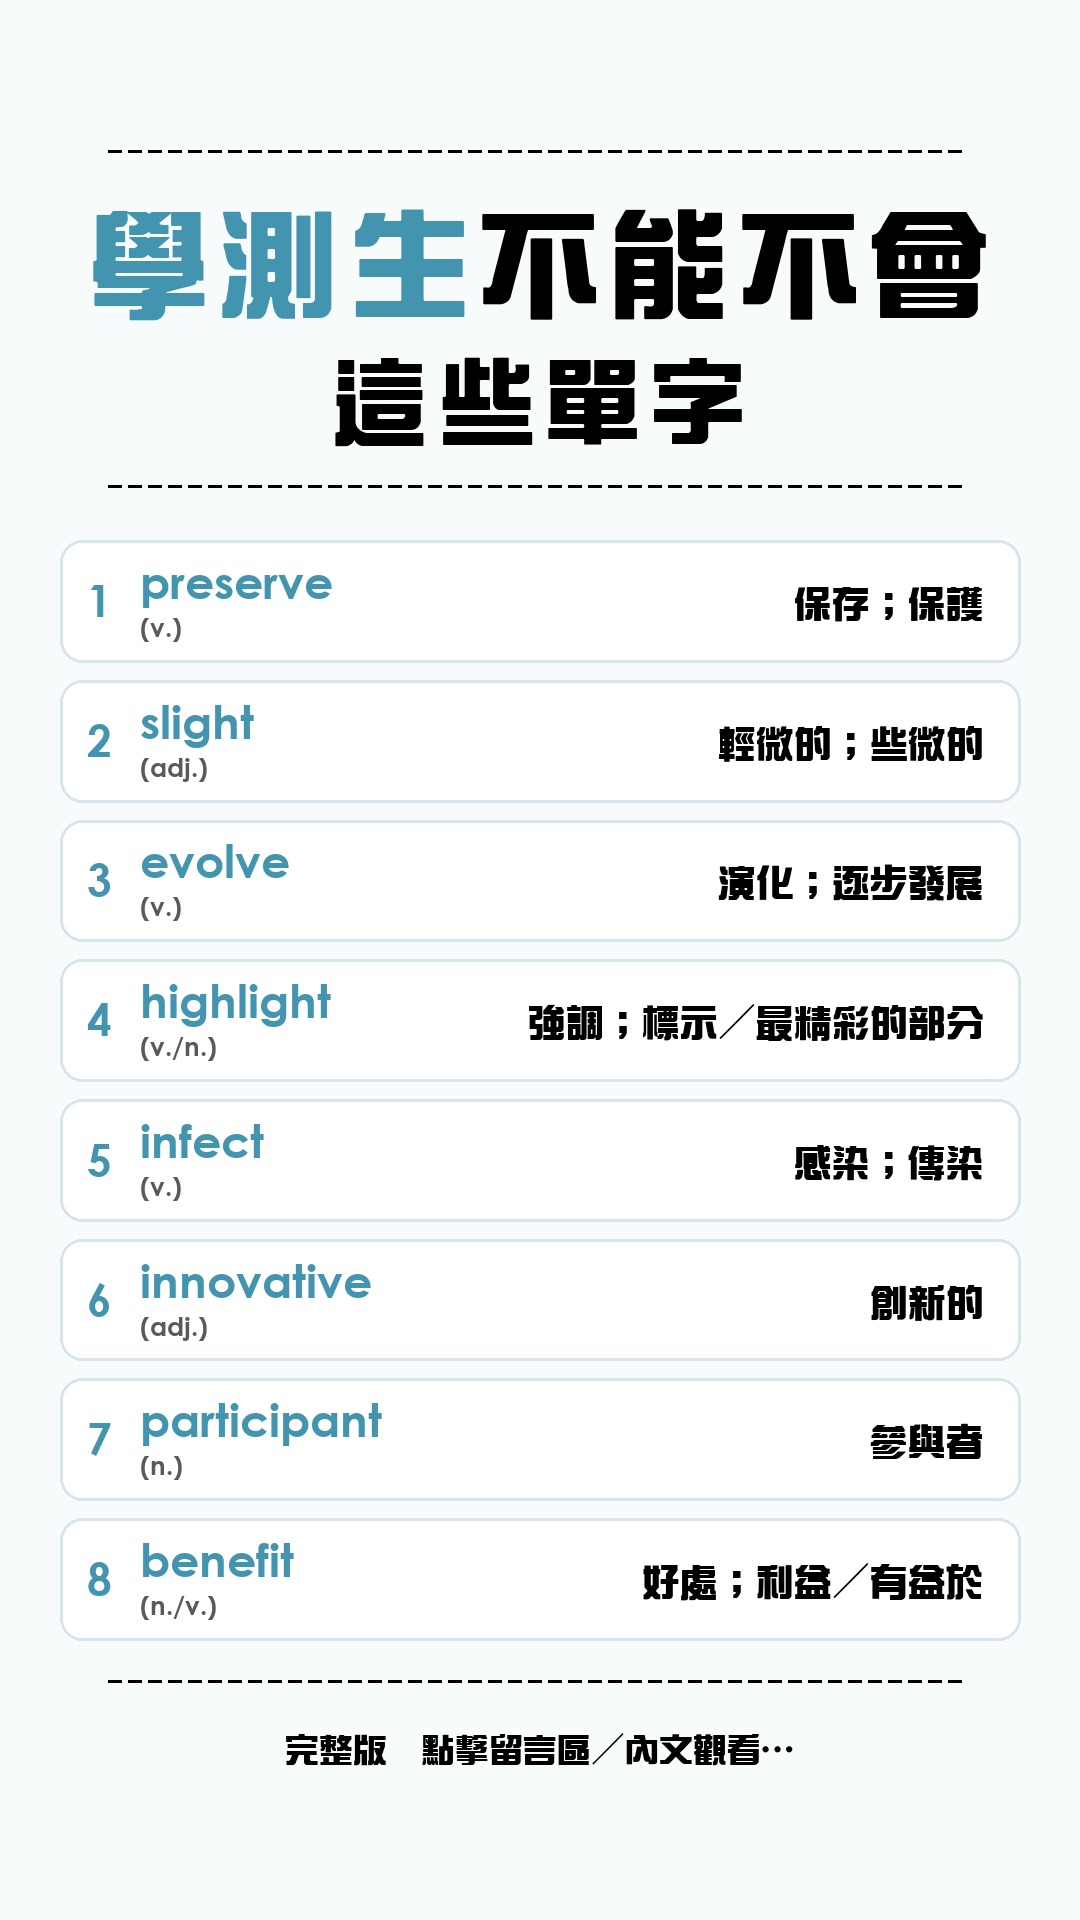 學測生不能不會
這些單字
1 preserve
(v.)
保存；保護
2 slight
(adj.)
輕微的；些微的
3 evolve
(v.)
演化；逐步發展
4 highlight
(v./n.)
強調；標示／最精彩的部分
5 infect
(v.)
感染；傳染
6 innovative
(adj.)
創新的
7 participant
(n.)
參與者
8 benefit
(n./v.)
好處；利益／有益於
完整版　點擊留言區／內文觀看…